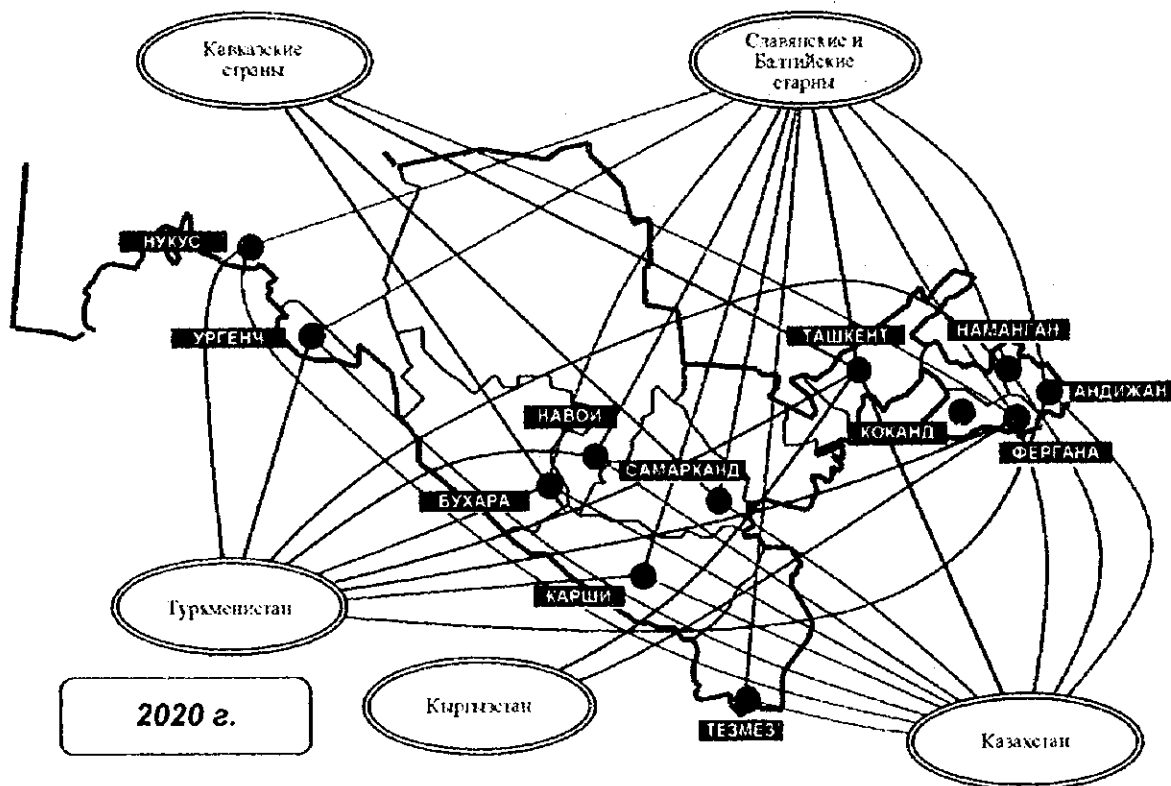 Кавказские
страны
Славянские и
Балтийские
старны
НУКУС
УРГЕНЧ
ТАШКЕНТ
НАМАНГАН
АНДИЖАН
НАВОИ
КОКАНД
ФЕРГАНА
САМАРКАНД
БУХАРА
КАРШИ
Туркменистан
2020 г.
Кыргызстан
ТЕЗМЕЗ
Казахстан